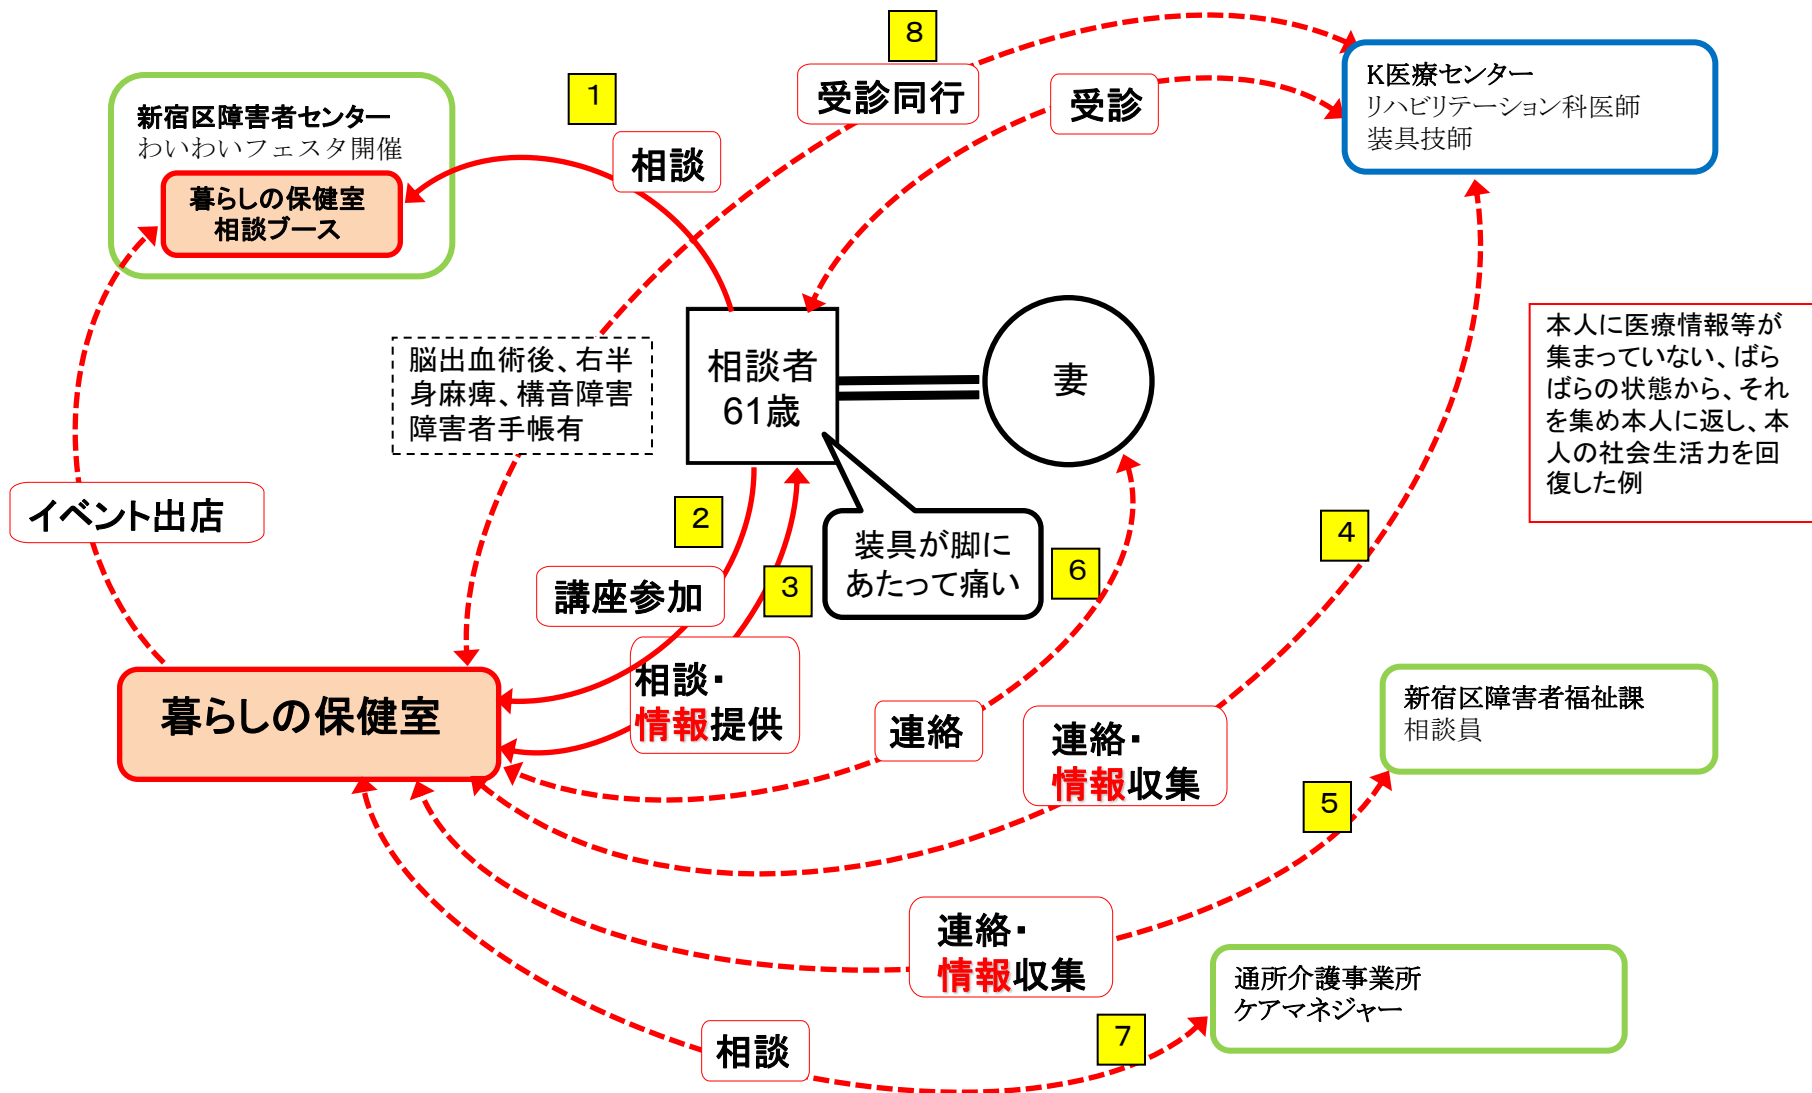 8
受診同行
1
新宿区障害者センター
わいわいフェスタ開催
暮らしの保健室
相談ブース
相談
受診
K医療センター
リハビリテーション科医師
装具技師
脳出血術後、右半
身麻痺、構音障害
障害者手帳有
相談者
61歳
妻
本人に医療情報等が
集まっていない、ばら
ばらの状態から、それ
を集め本人に返し、本
人の社会生活力を回
復した例
イベント出店
2
装具が脚に
あたって痛い
4
6
3
講座参加
相談・
情報提供
暮らしの保健室
連絡
連絡・
情報収集
新宿区障害者福祉課
相談員
5
連絡・
情報収集
通所介護事業所
ケアマネジャー
7
相談